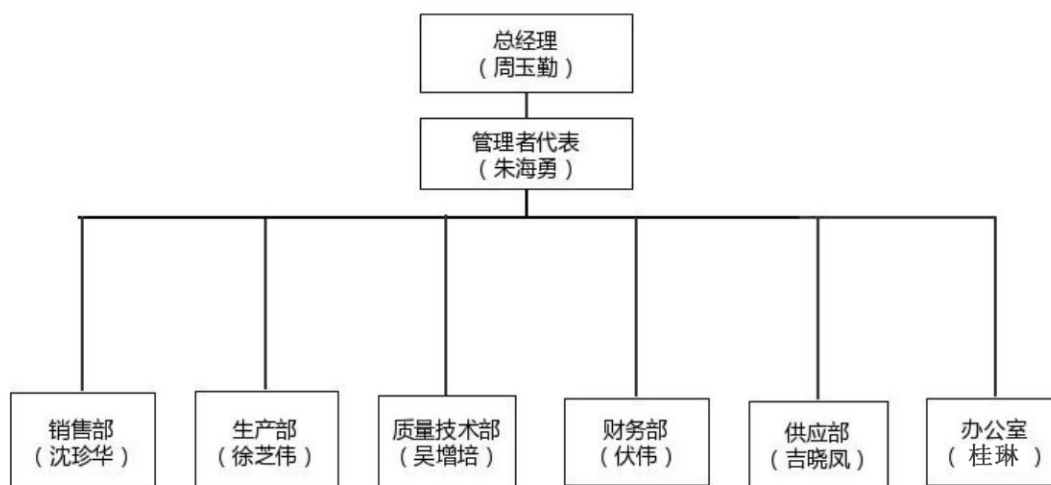 总经理
（周玉勤）
管理者代表
（朱海勇）
销售部
（沈珍华）
生产部
（徐芝伟）
质量技术部
（吴增培）
财务部
（伏伟）
供应部
（吉晓凤）
办公室
（桂琳）